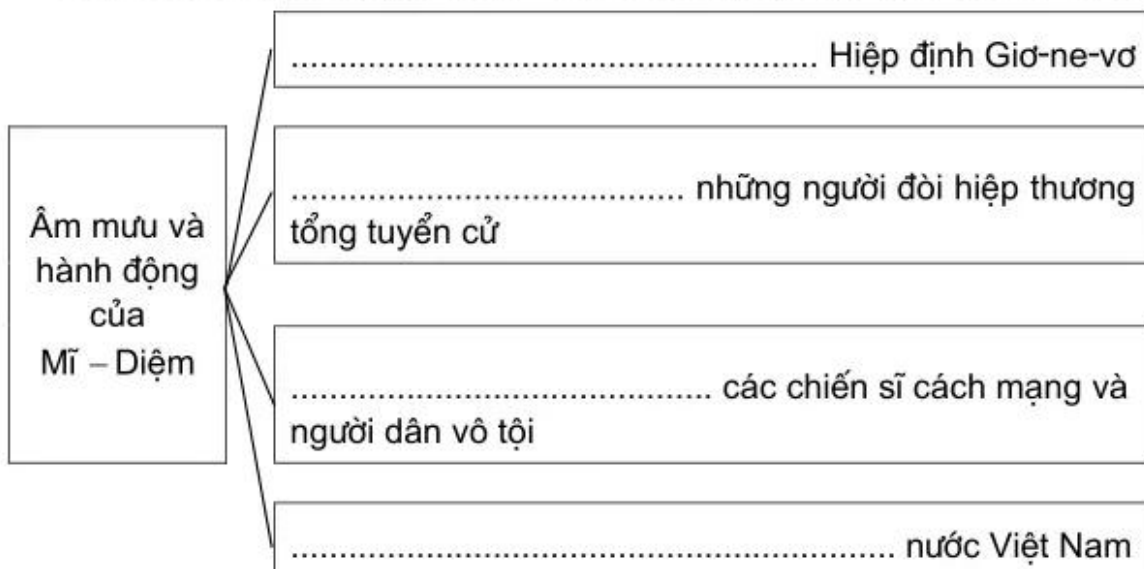 Âm mưu và
hành động
của
Mĩ – Diệm
........................................................ Hiệp định Giơ-ne-vơ
.......................................... những người đòi hiệp thương
tổng tuyển cử
............................................. các chiến sĩ cách mạng và
người dân vô tội
................................................................ nước Việt Nam